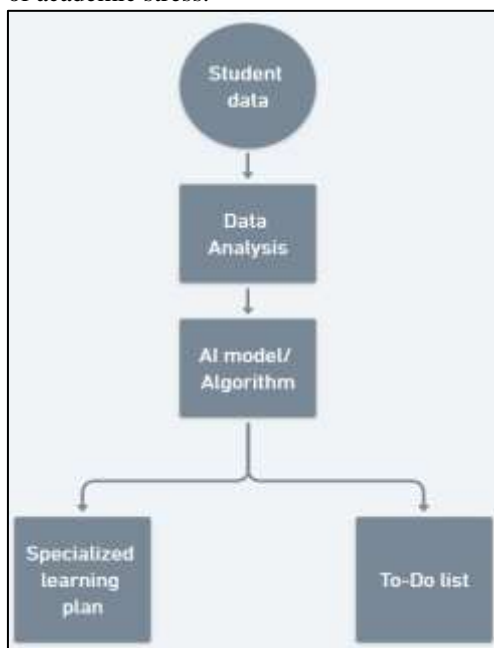 of academic stress.
Student
data
Data
Analysis
AI model/
Algorithm
Specialized
learning
plan
To-Do list